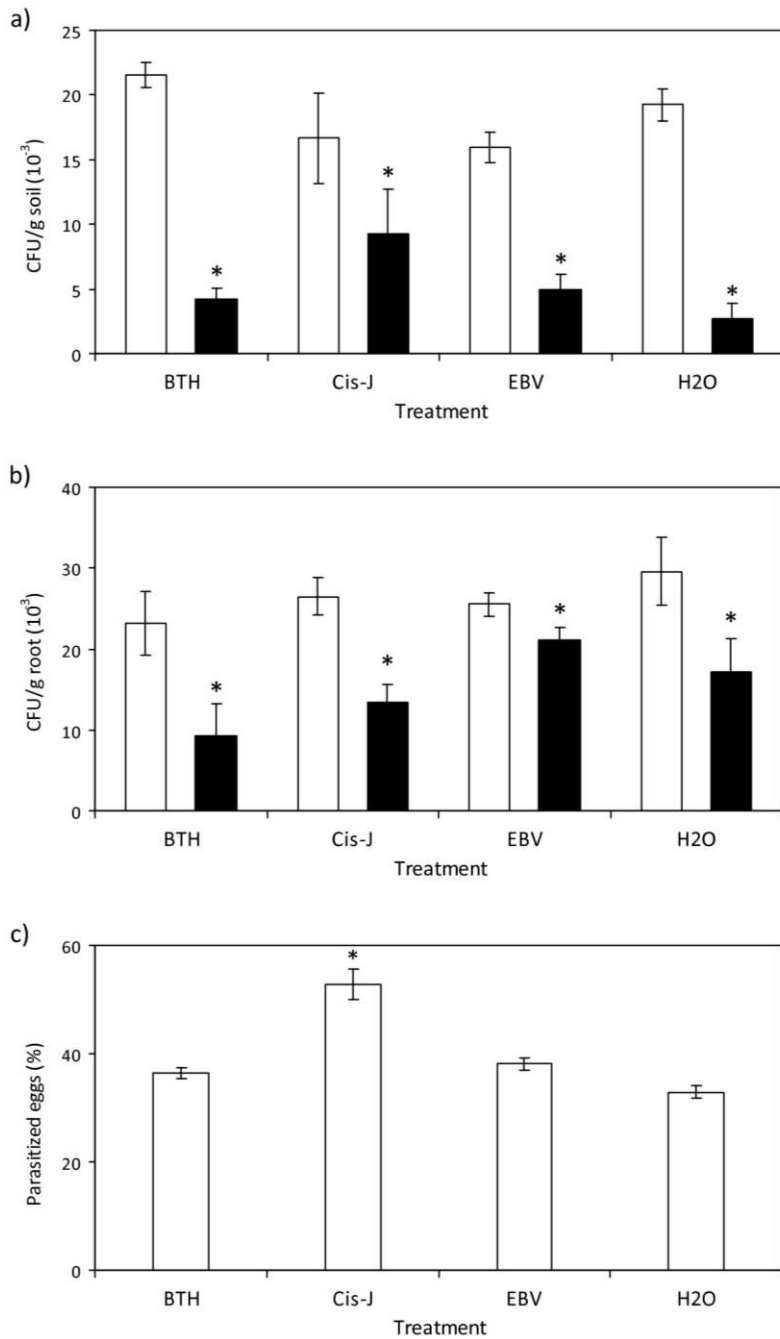 a)
25
20
15
10
5
0
CFU/g soil (10⁻³)
*
*
*
*
BTH Cis-J EBV H2O
Treatment
b)
40
30
20
10
0
CFU/g root (10³)
*
*
*
*
BTH Cis-J EBV H2O
Treatment
c)
60
40
20
0
Parasitized eggs (%)
*
BTH Cis-J EBV H2O
Treatment